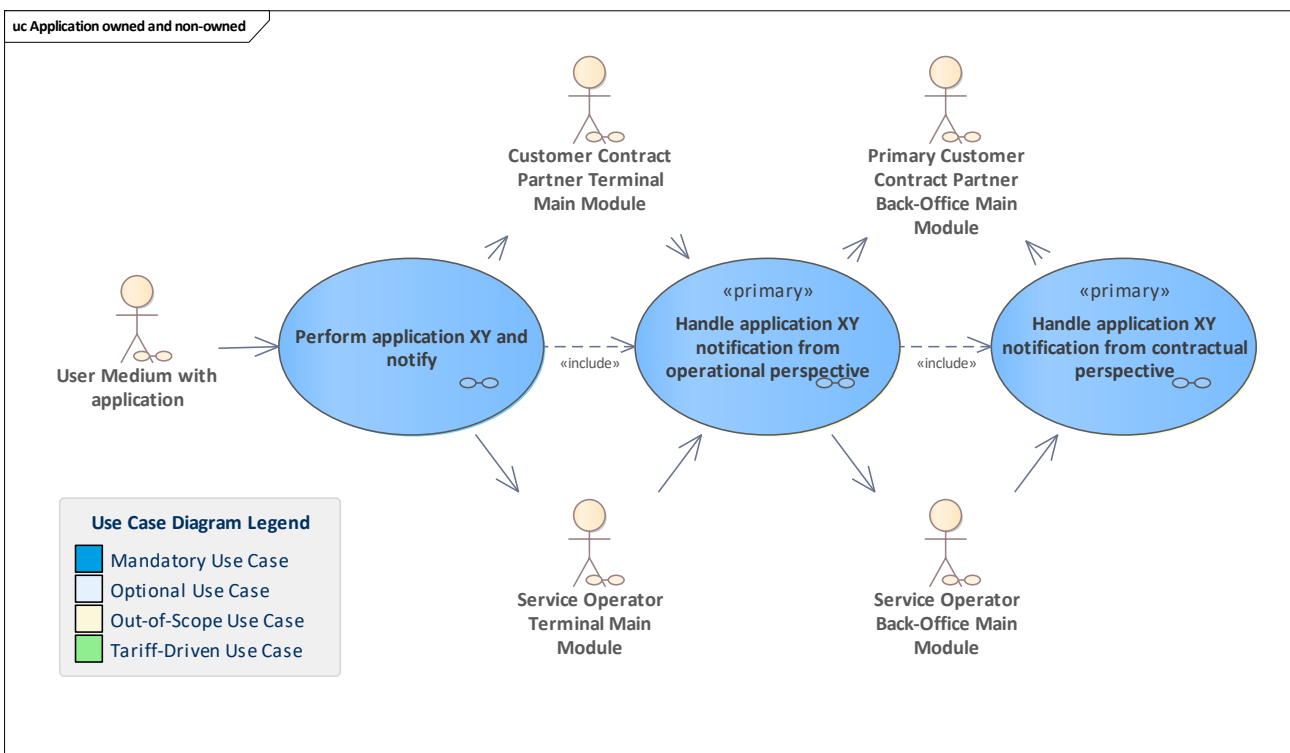 uc Application owned and non-owned
Customer Contract
Partner Terminal
Main Module
Primary Customer
Contract Partner
Back-Office Main
Module
User Medium with
application
Perform application XY and
notify
«include»
«primary»
Handle application XY
notification from
operational perspective
«include»
«primary»
Handle application XY
notification from contractual
perspective
Service Operator
Terminal Main
Module
Service Operator
Back-Office Main
Module
Use Case Diagram Legend
Mandatory Use Case
Optional Use Case
Out-of-Scope Use Case
Tariff-Driven Use Case